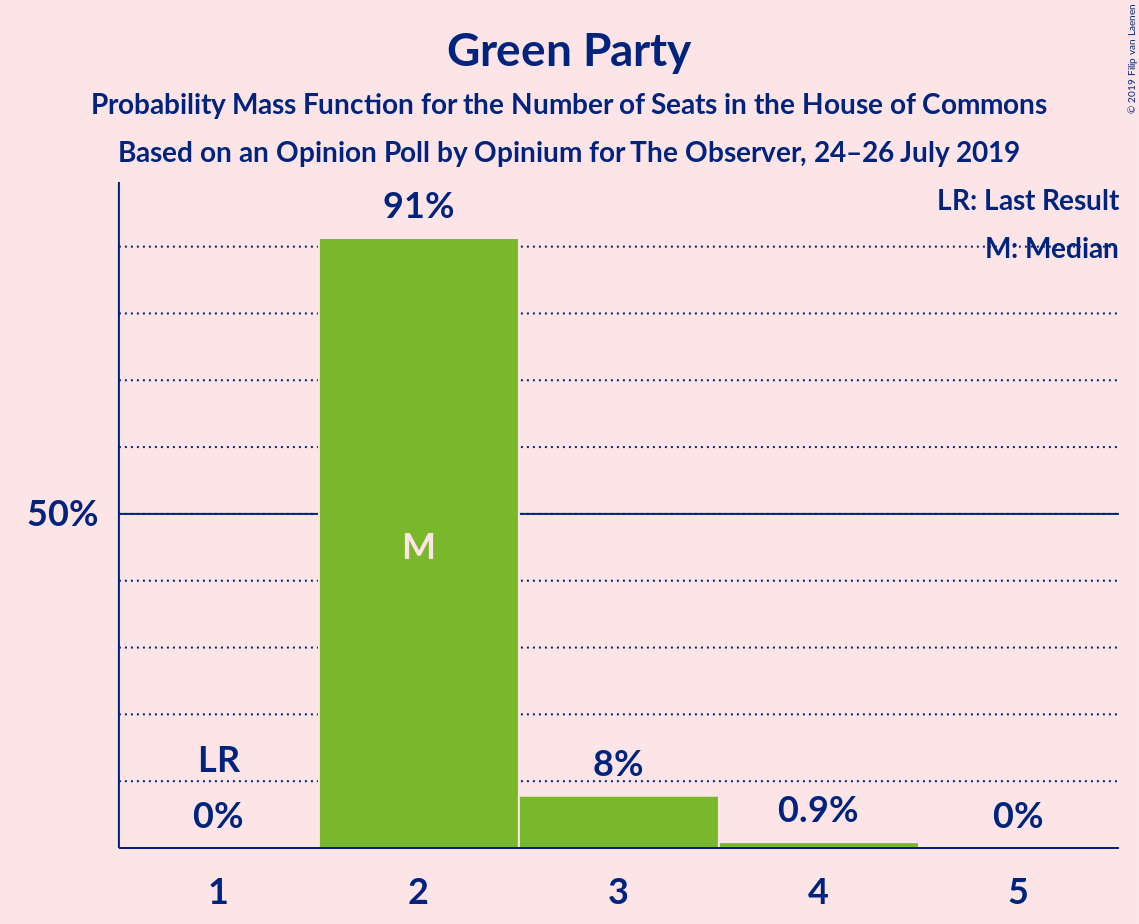 Green Party
Probability Mass Function for the Number of Seats in the House of Commons
Based on an Opinion Poll by Opinium for The Observer, 24–26 July 2019
© 2019 Filip van Laenen
LR: Last Result
M: Median
91%
50%
M
LR
0%
8%
0.9%
0%
1 2 3 4 5